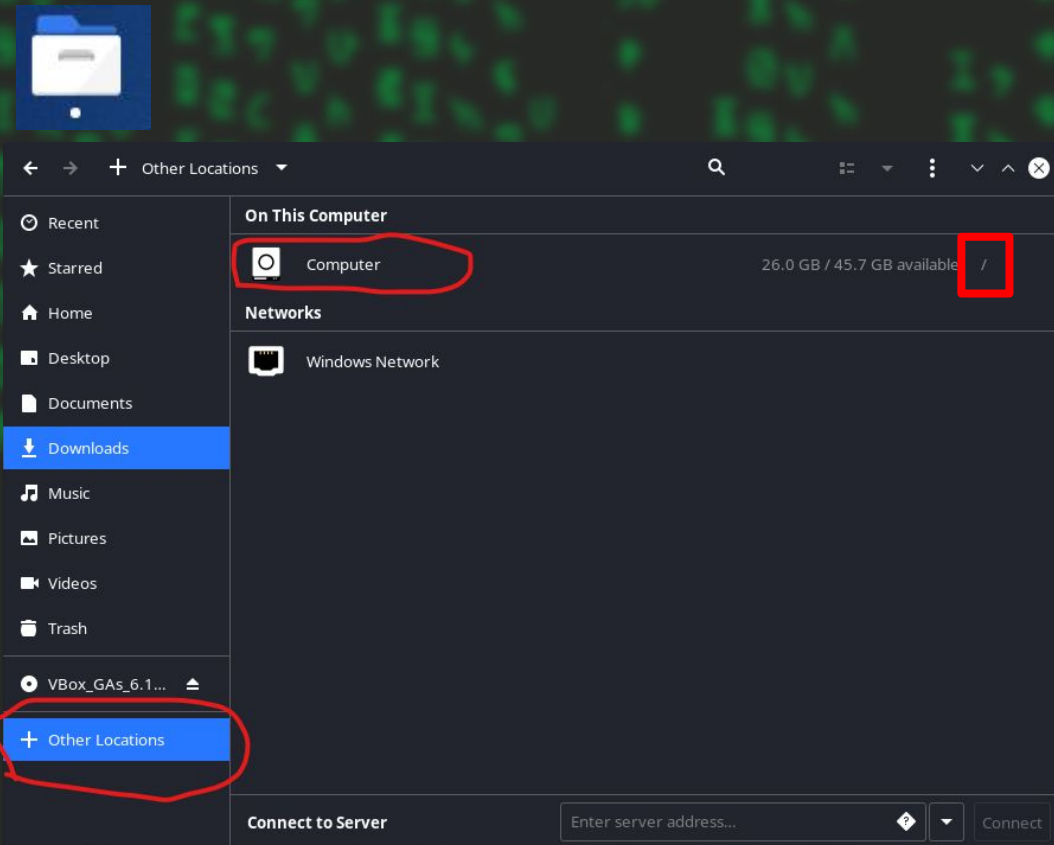 Other Locations
Recent
Starred
Home
Desktop
Documents
Downloads
Music
Pictures
Videos
Trash
VBox_GAs_6.1...
Other Locations
On This Computer
Computer 26.0 GB / 45.7 GB available /
Networks
Windows Network
Connect to Server Enter server address... Connect